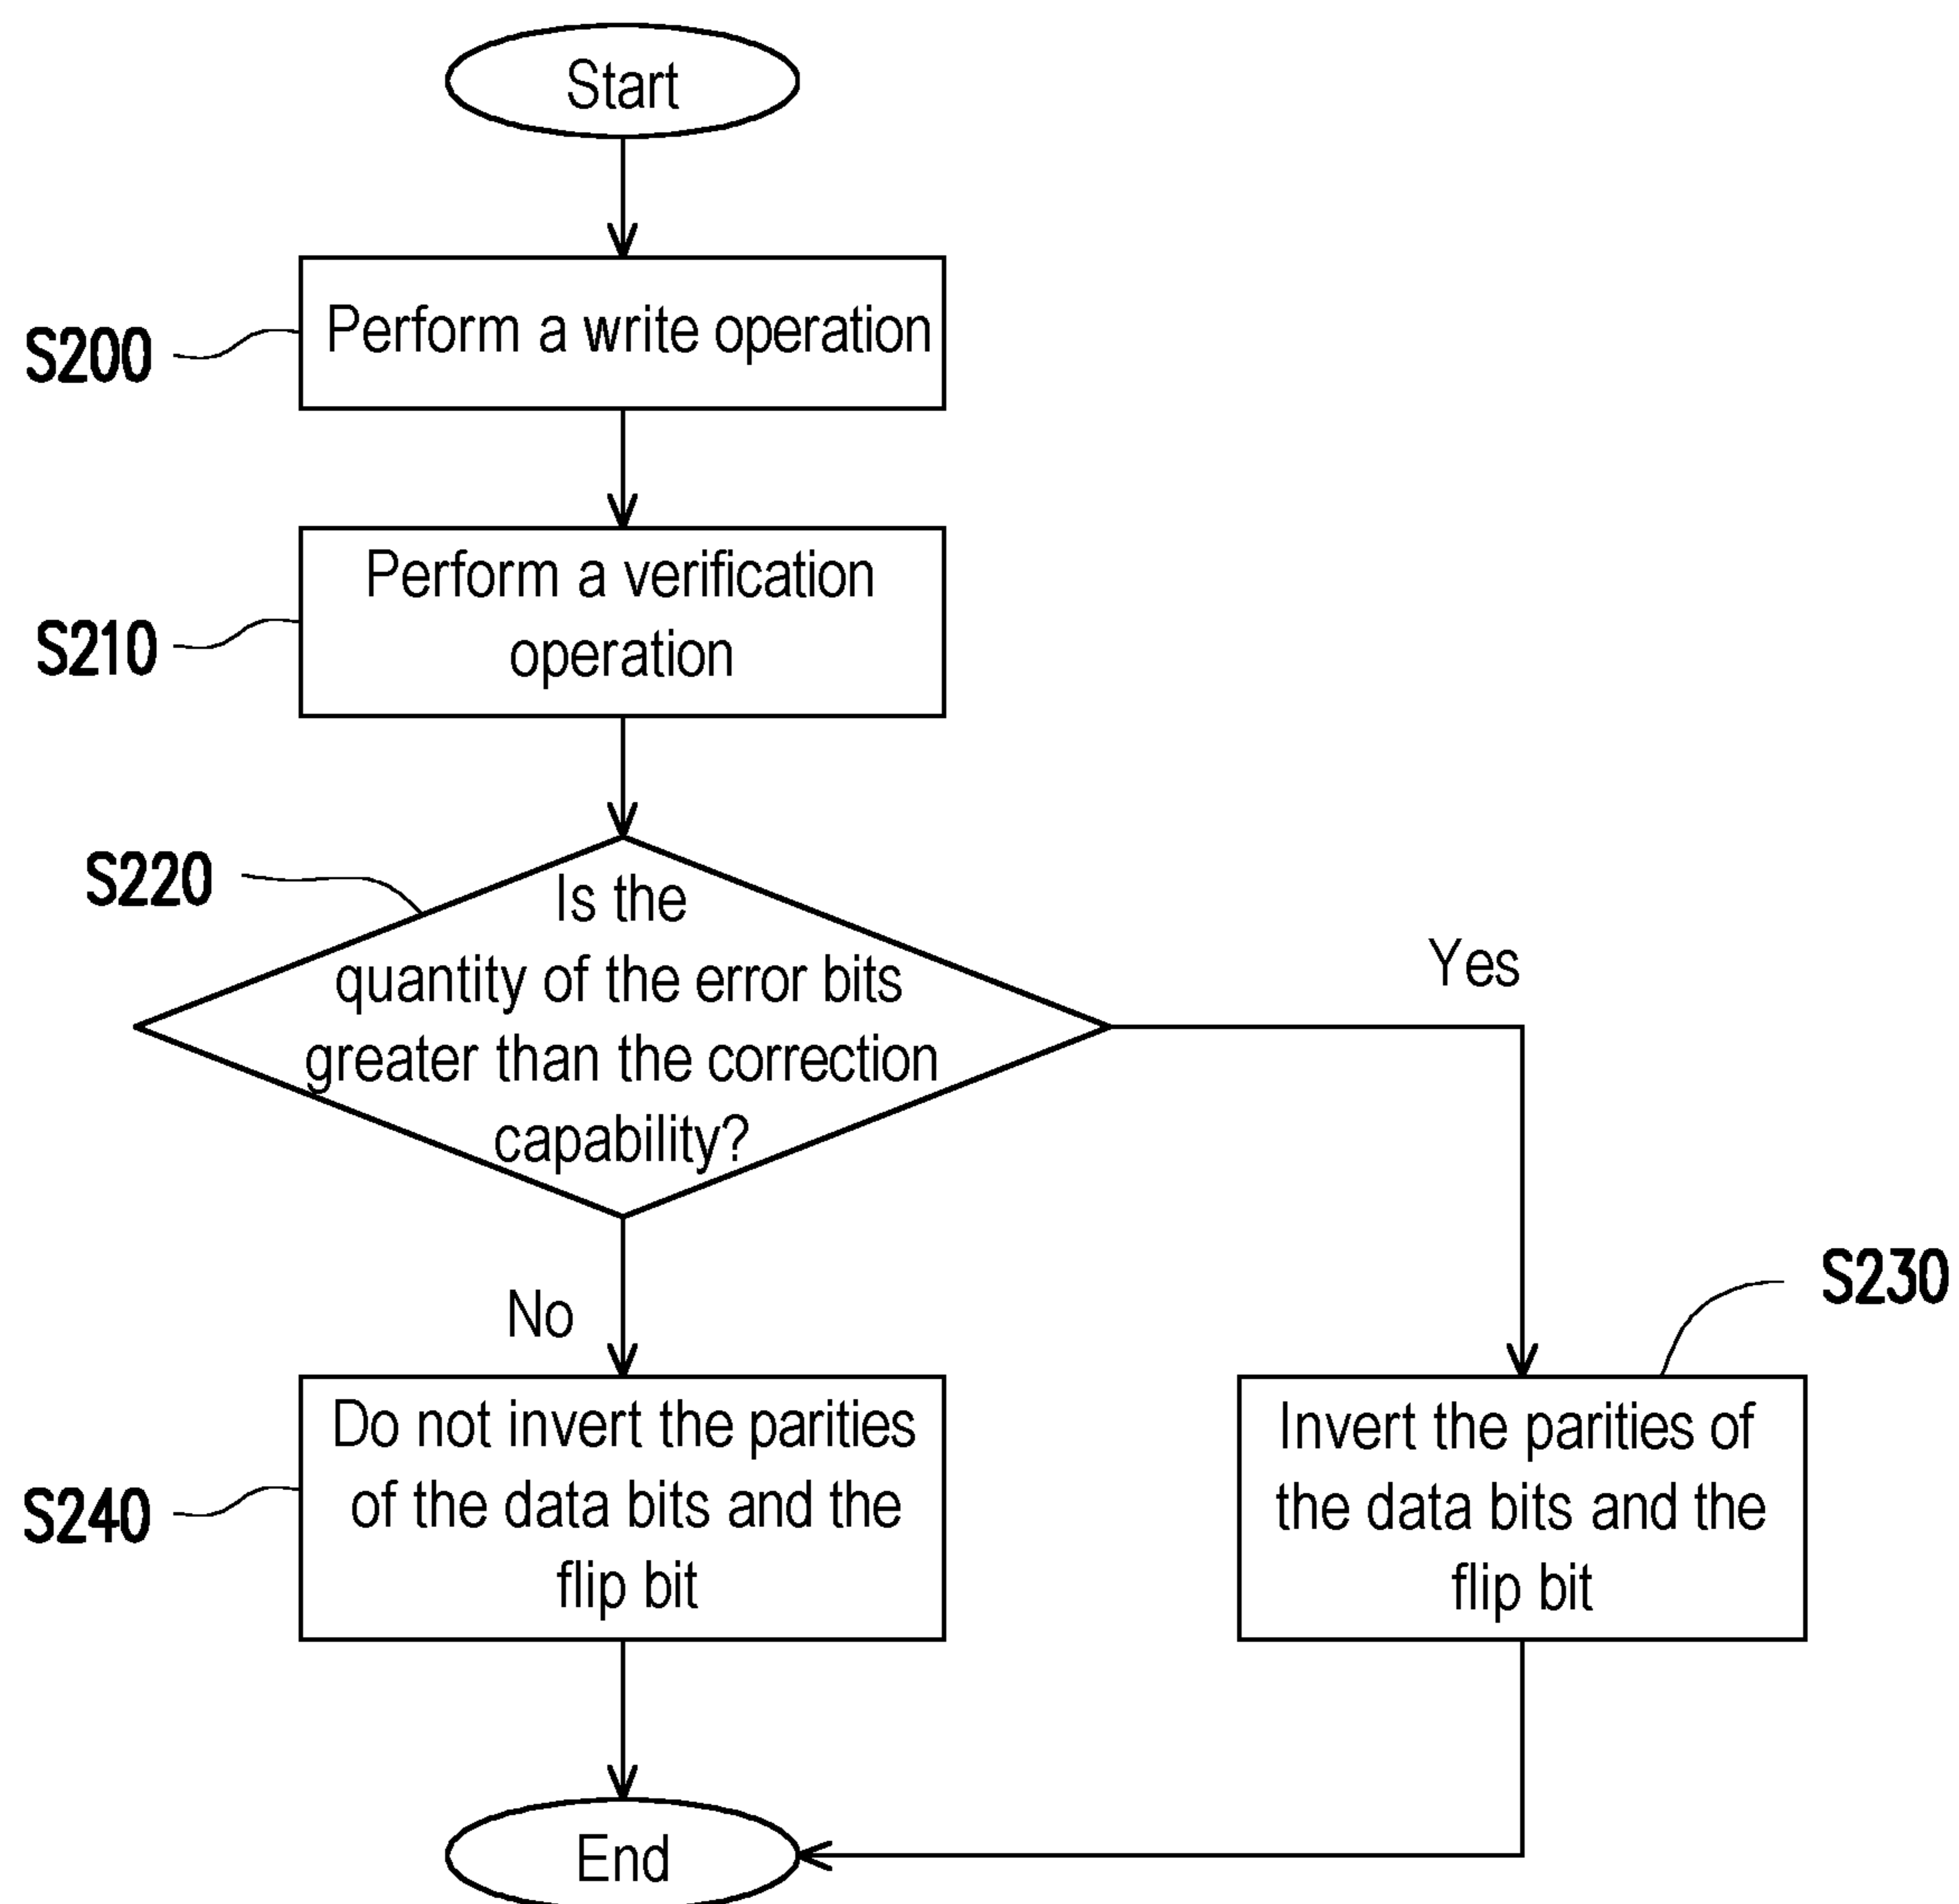 Start
S200
Perform a write operation
S210
Perform a verification
operation
S220
Is the
quantity of the error bits
greater than the correction
capability?
Yes
No
S230
S240
Do not invert the parities
of the data bits and the
flip bit
Invert the parities of
the data bits and the
flip bit
End